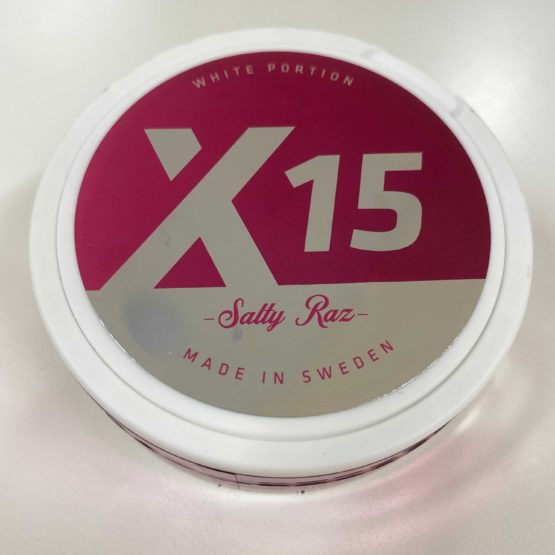 WHITE PORTION
X15
-Salty Raz-
MADE IN SWEDEN